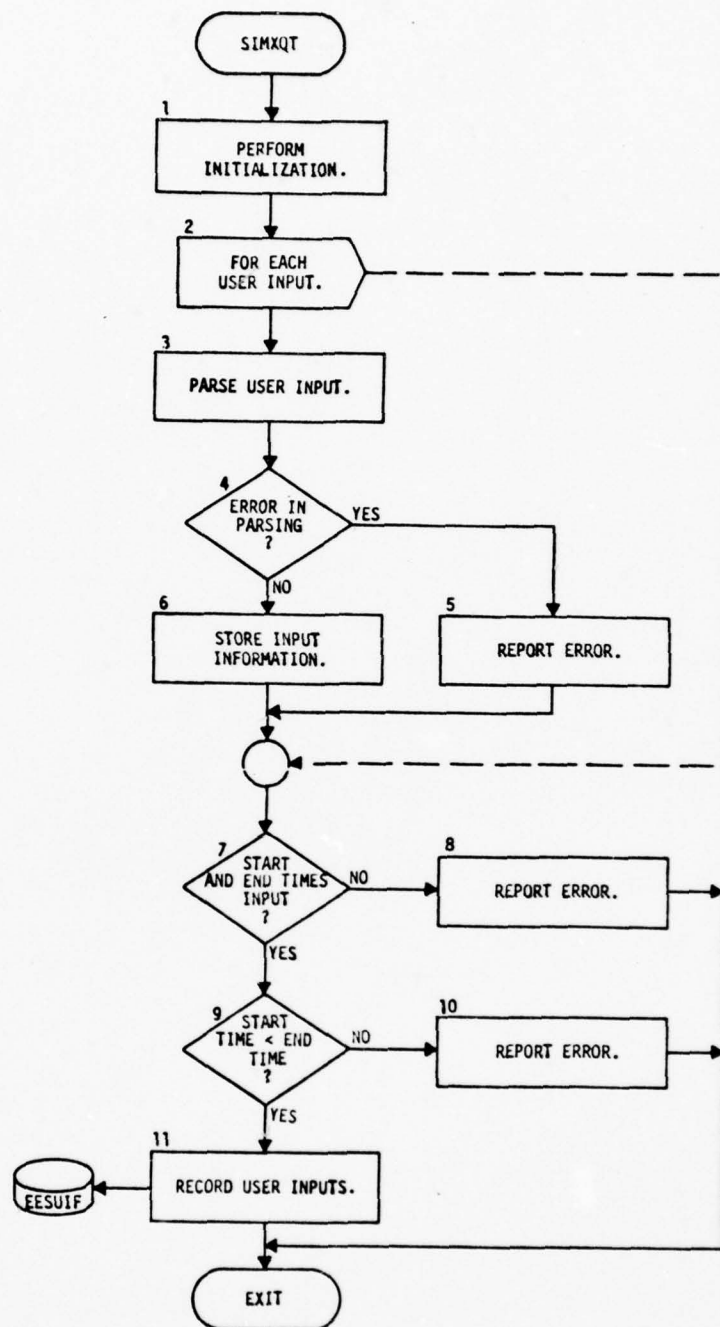 SIMXQT
1
PERFORM
INITIALIZATION.
2
FOR EACH
USER INPUT.
3
PARSE USER INPUT.
4
ERROR IN
PARSING
?
YES
NO
6
STORE INPUT
INFORMATION.
5
REPORT ERROR.
7
START
AND END TIMES
INPUT
?
NO
YES
8
REPORT ERROR.
9
START
TIME < END
TIME
?
NO
YES
10
REPORT ERROR.
11
RECORD USER INPUTS.
EESUIF
EXIT